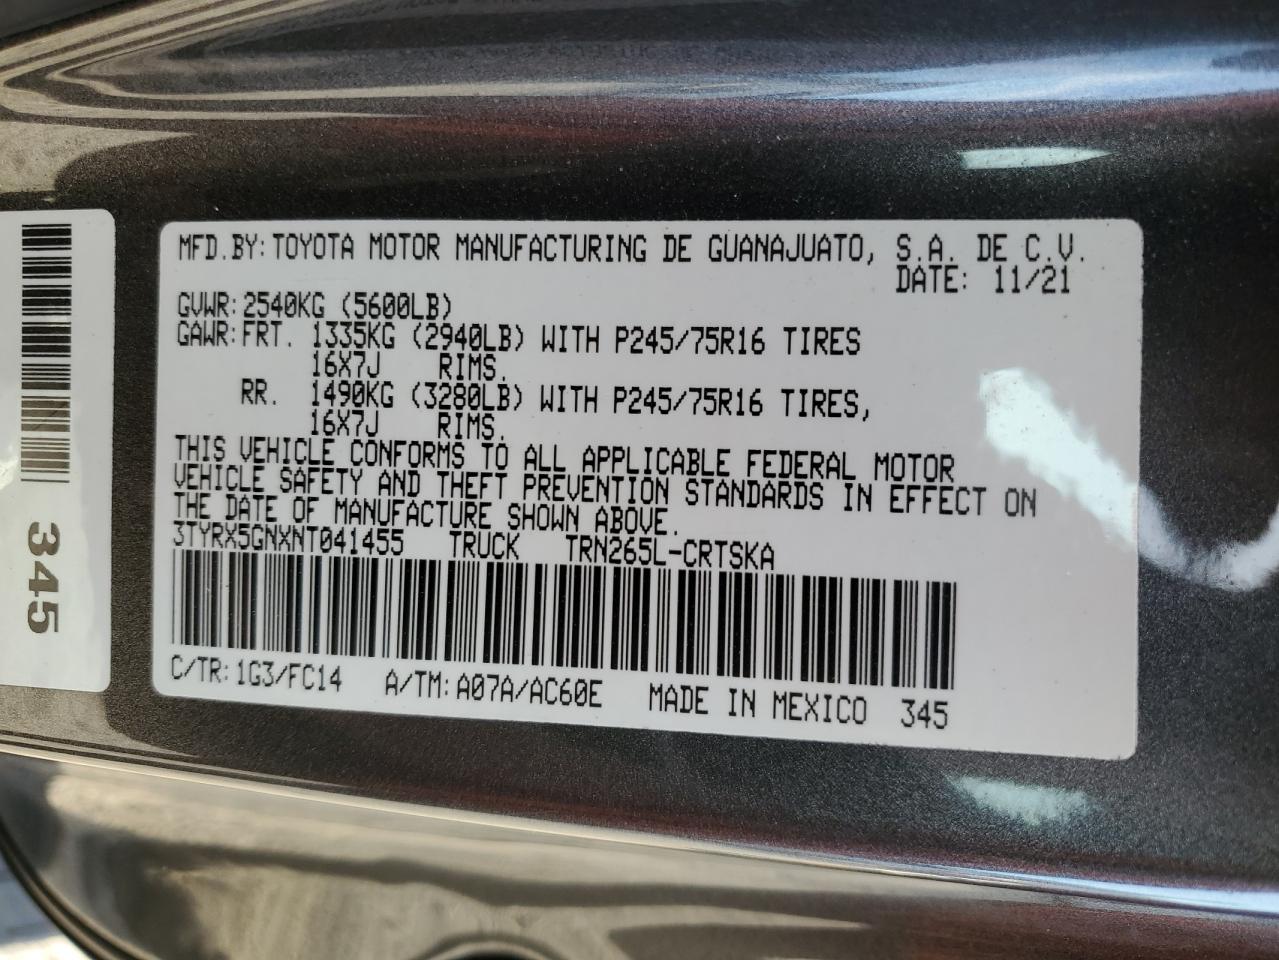 MFD.BY:TOYOTA MOTOR MANUFACTURING DE GUANAJUATO, S.A. DE C.V.
DATE: 11/21
GVWR:2540KG (5600LB)
GAWR:FRT. 1335KG (2940LB) WITH P245/75R16 TIRES
16X7J RIMS.
RR. 1490KG (3280LB) WITH P245/75R16 TIRES,
16X7J RIMS.
THIS VEHICLE CONFORMS TO ALL APPLICABLE FEDERAL MOTOR
VEHICLE SAFETY AND THEFT PREVENTION STANDARDS IN EFFECT ON
THE DATE OF MANUFACTURE SHOWN ABOVE.
3TYRX5GNXNT041455 TRUCK TRN265L-CRTSKA
C/TR:1G3/FC14 A/TM:A07A/AC60E MADE IN MEXICO 345
345